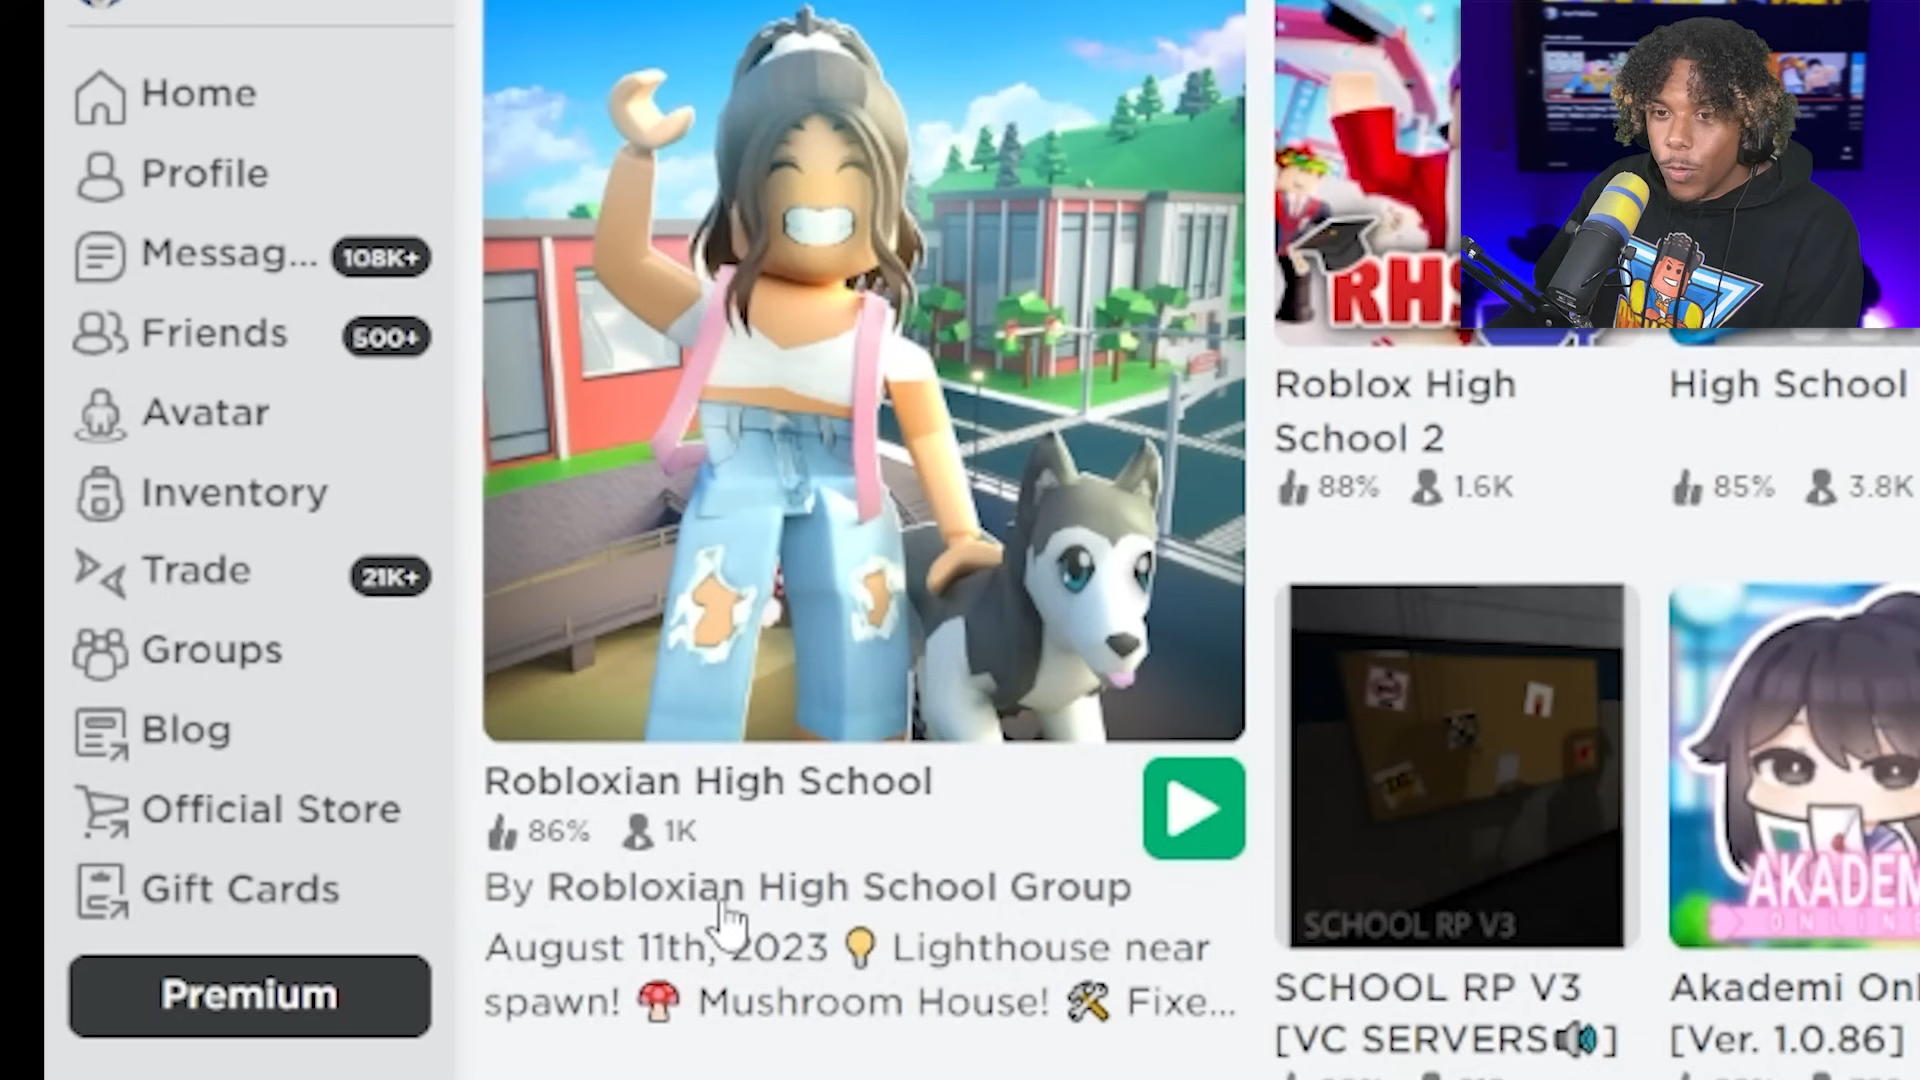 Home
Profile
Messag... 108K+
Friends 500+
Avatar
Inventory
Trade 21K+
Groups
Blog
Official Store
Gift Cards
Premium
Robloxian High School
86% 1K
By Robloxian High School Group
August 11th, 2023 💡 Lighthouse near
spawn! 🍄 Mushroom House! 🛠 Fixe...
RHS
Roblox High
School 2
88% 1.6K
High School
85% 3.8K
SCHOOL RP V3
SCHOOL RP V3
[VC SERVERS🔊]
AKADEM
ONLINE
Akademi Onl
[Ver. 1.0.86]